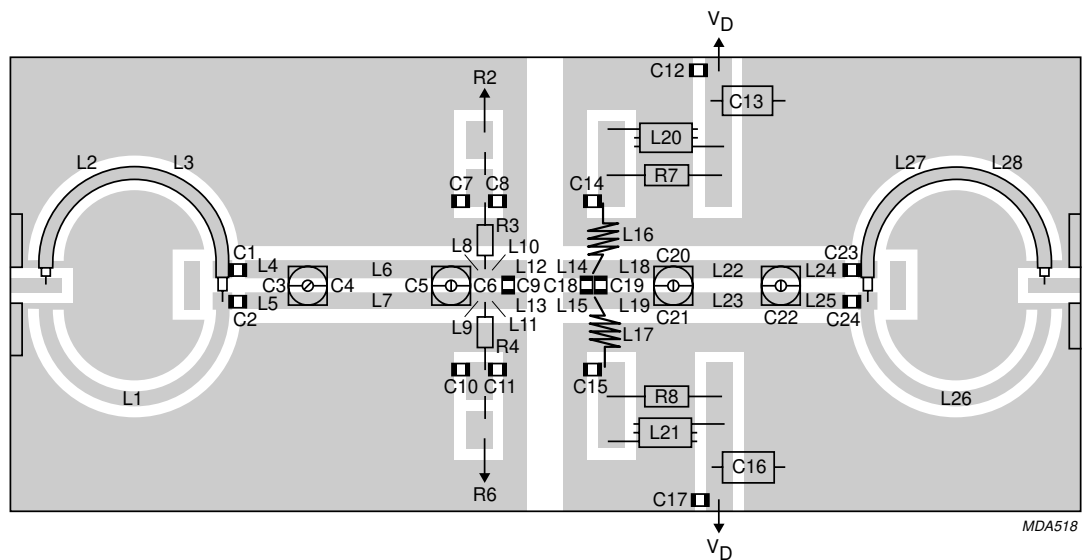 VD
C12
R2
C13
L20
L2 L3 L27 L28
C7 C8 C14 R7
R3
L16
C1 L8 L10 C20 C23
L4 L6 L12 L14 L18 L22 L24
C3 C4 C5 C6 C9 C18 C19
L5 L7 L13 L15 L19 L23 L25
C2 L9 L11 C21 C22 C24
R4 L17
C10 C11 C15
L1 R8 L26
L21
C16
R6 C17
MDA518
VD